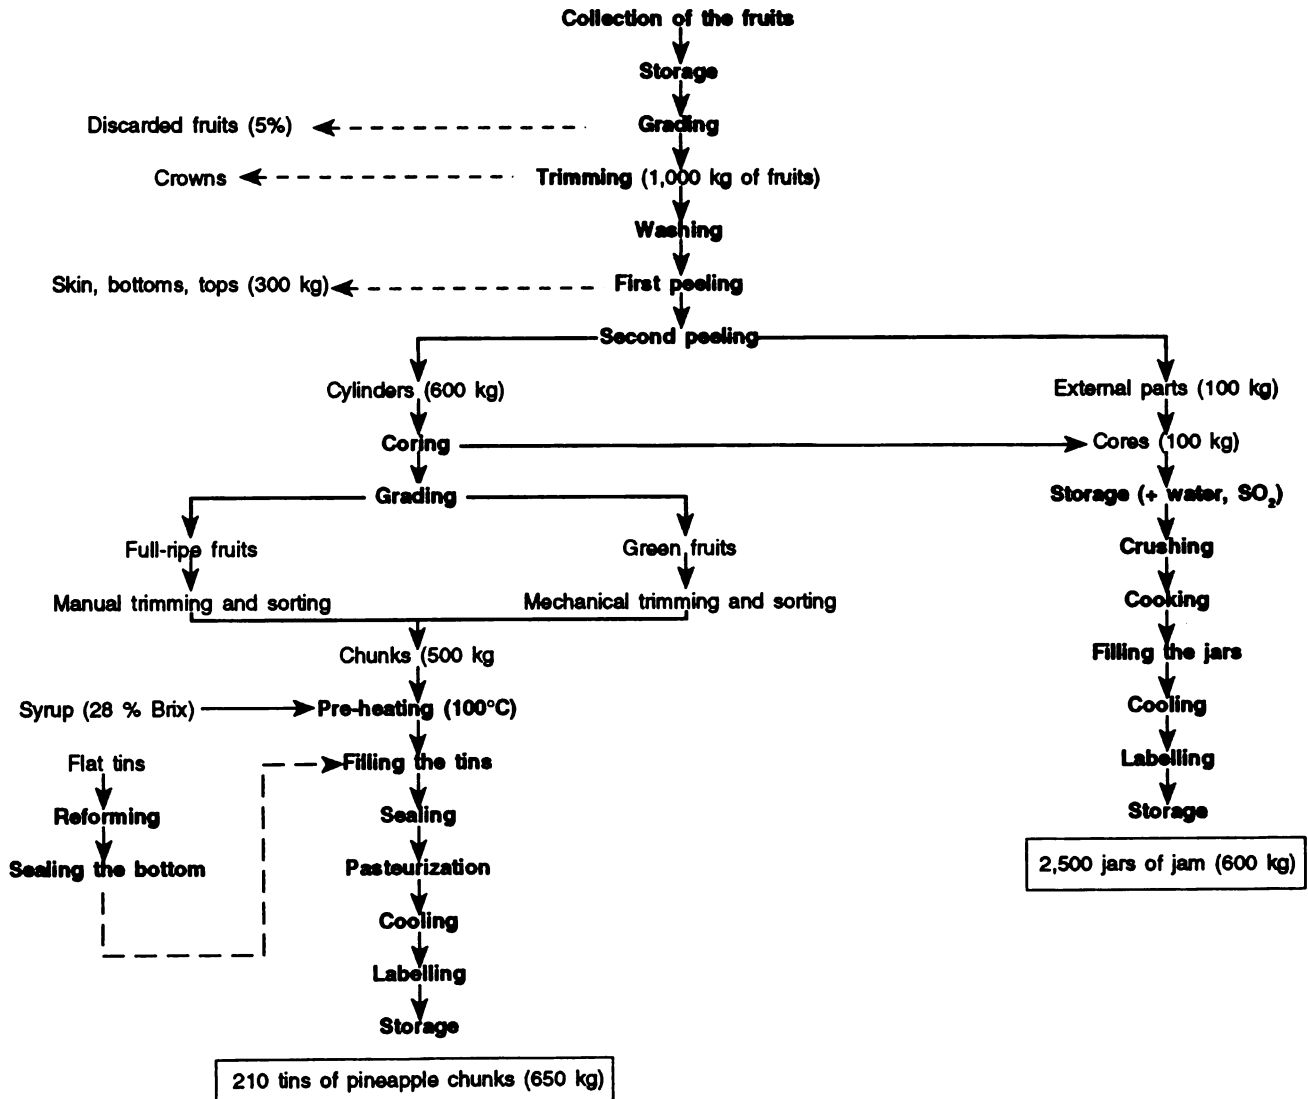 Collection of the fruits
Storage
Discarded fruits (5%)
Grading
Crowns
Trimming (1,000 kg of fruits)
Washing
Skin, bottoms, tops (300 kg)
First peeling
Second peeling
Cylinders (600 kg)
External parts (100 kg)
Coring
Cores (100 kg)
Grading
Storage (+ water, SO₂)
Full-ripe fruits
Green fruits
Crushing
Manual trimming and sorting
Mechanical trimming and sorting
Cooking
Chunks (500 kg
Filling the jars
Syrup (28 % Brix)
Pre-heating (100°C)
Cooling
Flat tins
Filling the tins
Labelling
Reforming
Sealing
Storage
Sealing the bottom
Pasteurization
2,500 jars of jam (600 kg)
Cooling
Labelling
Storage
210 tins of pineapple chunks (650 kg)